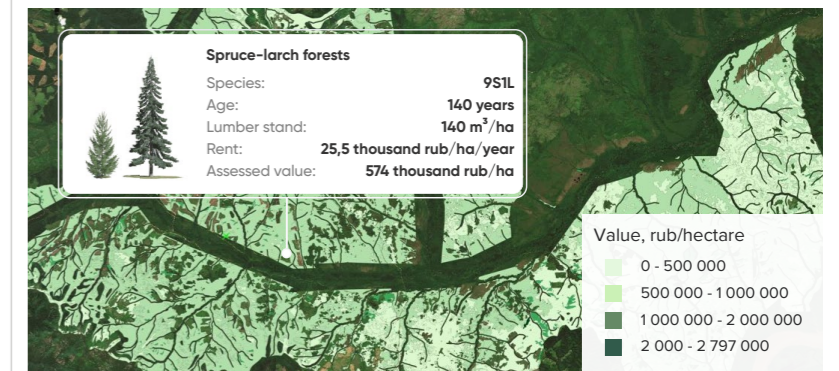 Spruce-larch forests
Species: 9S1L
Age: 140 years
Lumber stand: 140 m³/ha
Rent: 25,5 thousand rub/ha/year
Assessed value: 574 thousand rub/ha
Value, rub/hectare
0 - 500 000
500 000 - 1 000 000
1 000 000 - 2 000 000
2 000 - 2 797 000